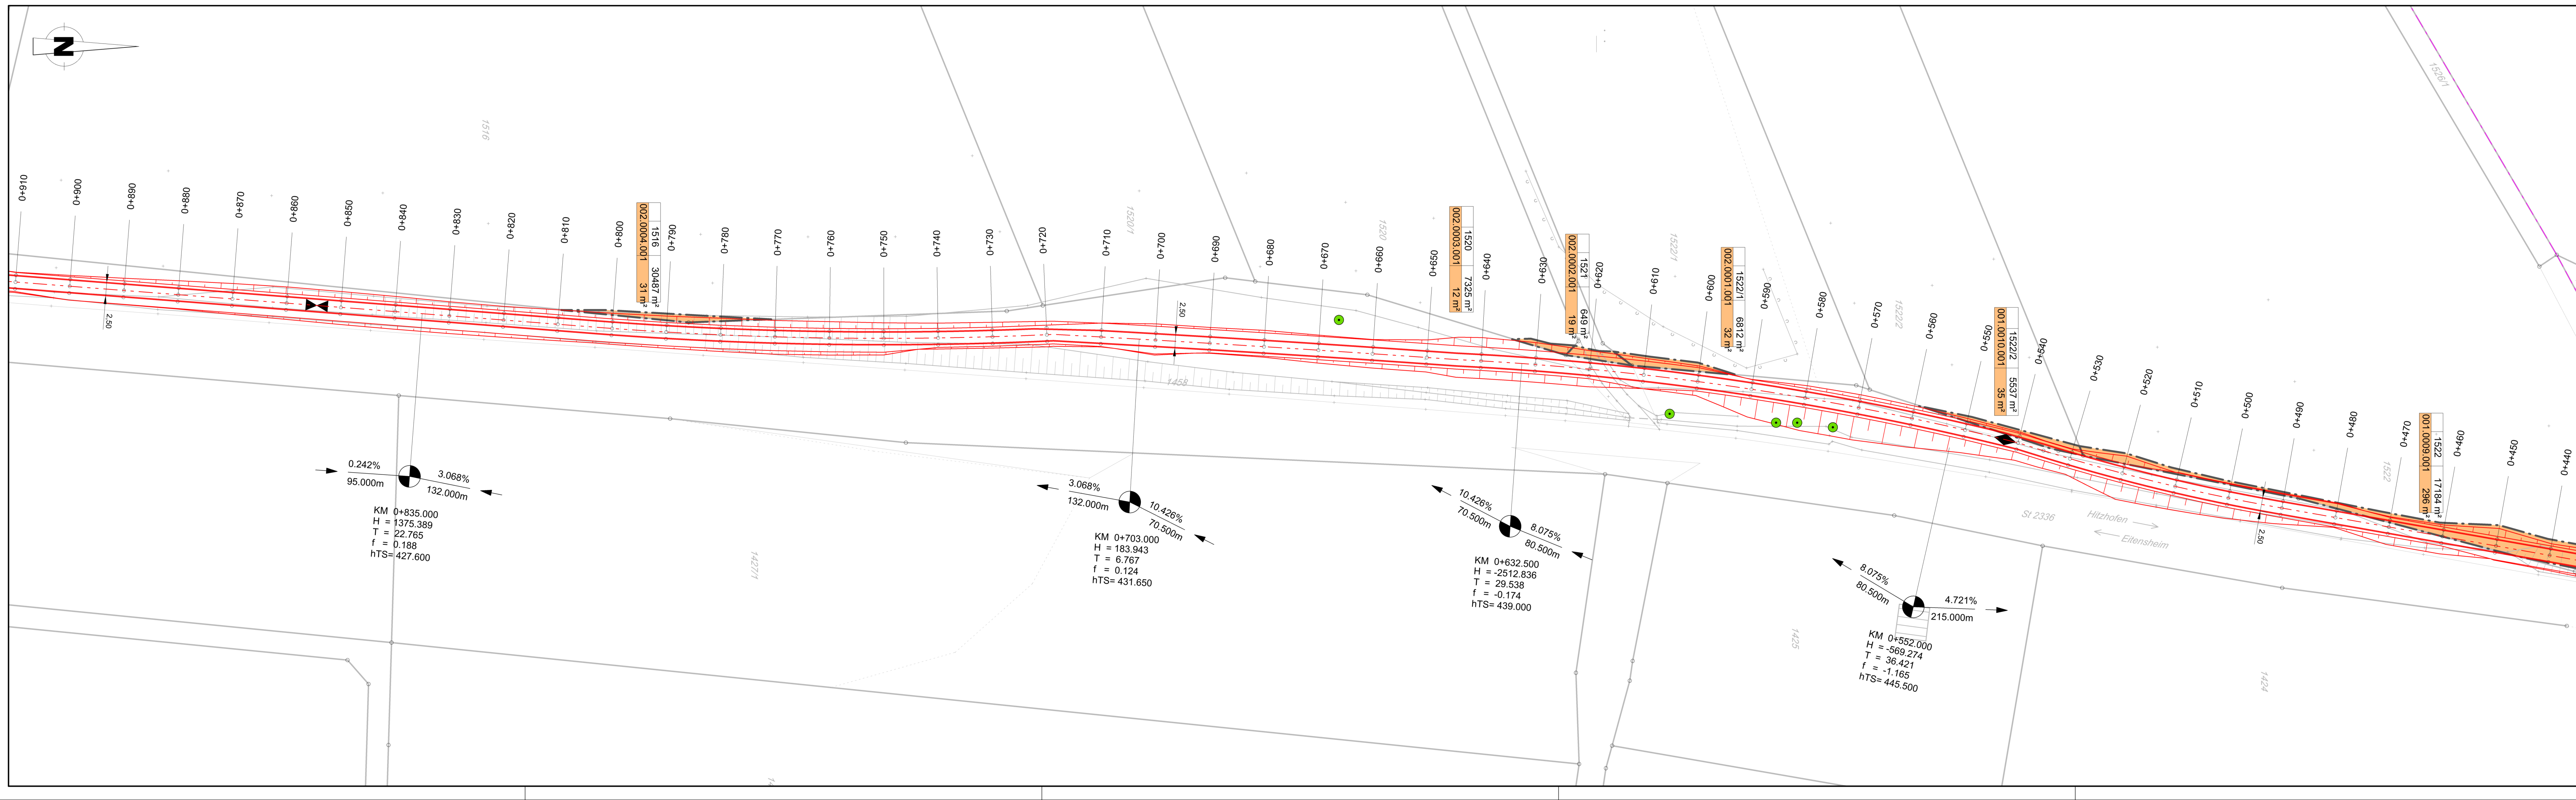 N
1516
1520/1
1520
1522/1
1522/2
1526/1
1522
0+910
0+900
0+890
0+880
0+870
0+860
0+850
0+840
0+830
0+820
0+810
0+800
0+790
0+780
0+770
0+760
0+750
0+740
0+730
0+720
0+710
0+700
0+690
0+680
0+670
0+660
0+650
0+640
0+630
0+620
0+610
0+600
0+590
0+580
0+570
0+560
0+550
0+540
0+530
0+520
0+510
0+500
0+490
0+480
0+470
0+460
0+450
0+440
1516 30487 m²
002.0004.001 31 m²
1520 7325 m²
002.0003.001 12 m²
1521 649 m²
002.0002.001 19 m²
1522/1 6812 m²
002.0001.001 32 m²
1522/2 5537 m²
001.0010.001 35 m²
1522 17184 m²
001.0009.001 296 m²
2.50
2.50
2.50
1458
St 2336
Hitzhofen
Eitensheim
0.242%
95.000m
3.068%
132.000m
KM 0+835.000
H = 1375.389
T = 22.765
f = 0.188
hTS= 427.600
3.068%
132.000m
10.426%
70.500m
KM 0+703.000
H = 183.943
T = 6.767
f = 0.124
hTS= 431.650
10.426%
70.500m
8.075%
80.500m
KM 0+632.500
H = -2512.836
T = 29.538
f = -0.174
hTS= 439.000
8.075%
80.500m
4.721%
215.000m
KM 0+552.000
H = -569.274
T = 36.421
f = -1.165
hTS= 445.500
1427/1
1425
1424